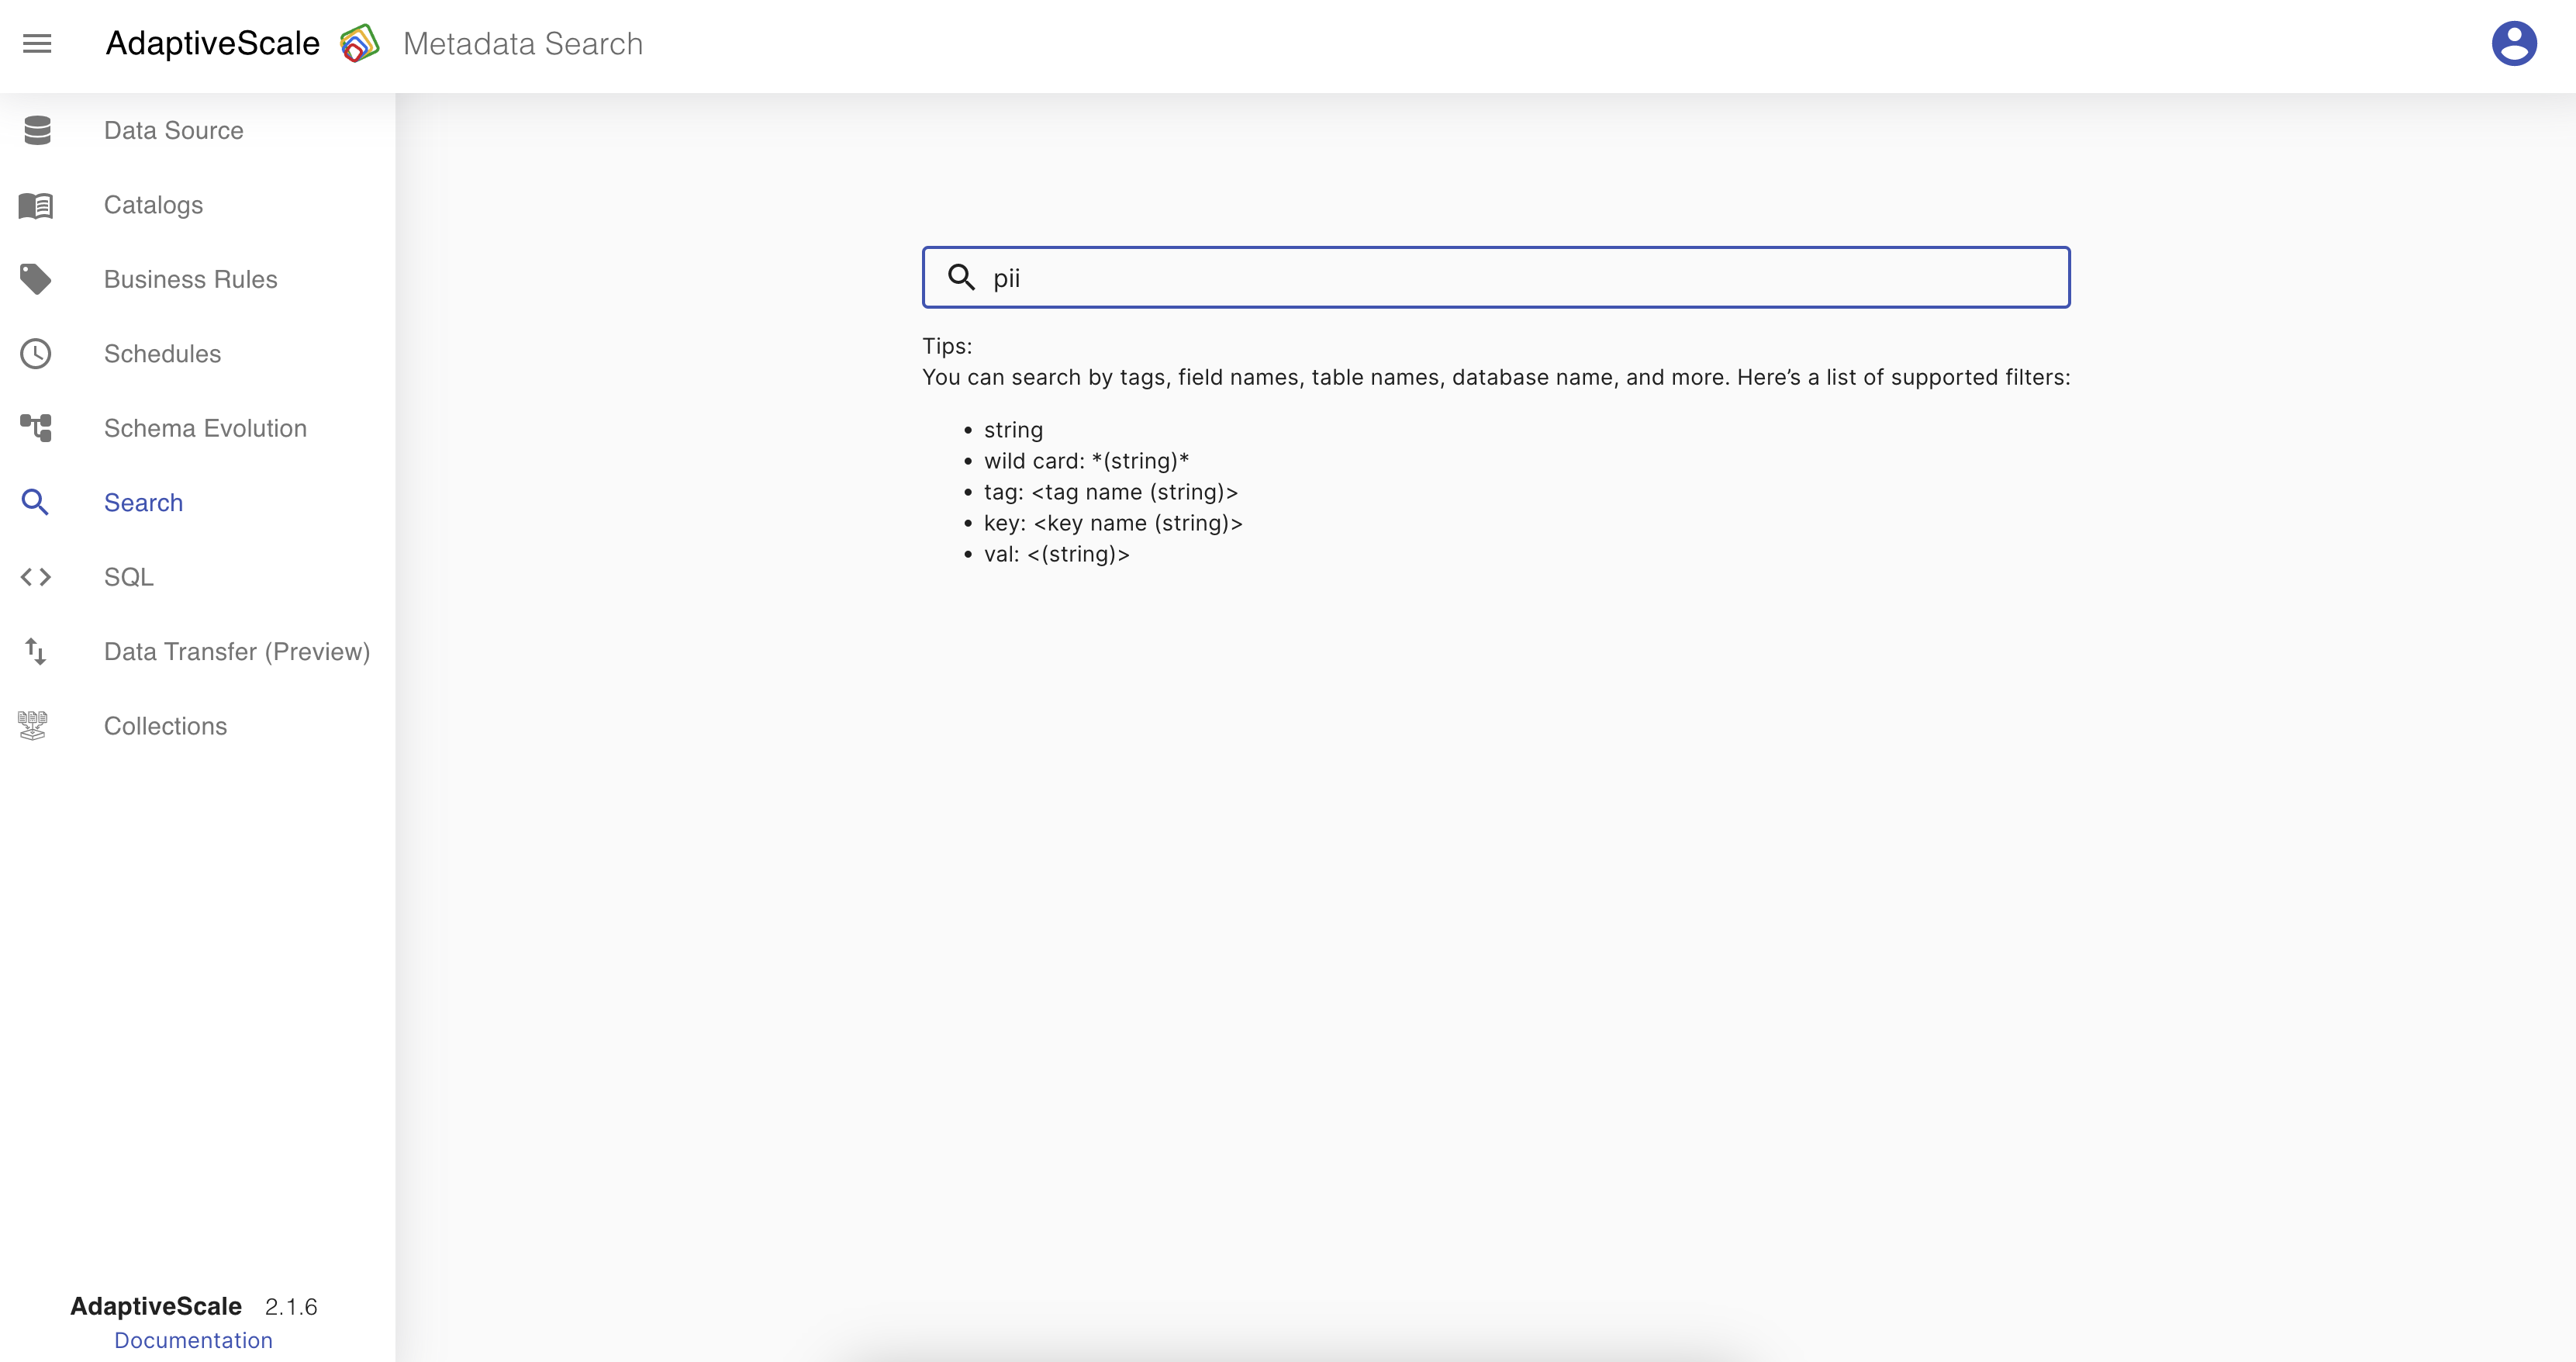 AdaptiveScale Metadata Search
Data Source
Catalogs
Business Rules
Schedules
Schema Evolution
Search
SQL
Data Transfer (Preview)
Collections
pii
Tips:
You can search by tags, field names, table names, database name, and more. Here’s a list of supported filters:
• string
• wild card: *(string)*
• tag: <tag name (string)>
• key: <key name (string)>
• val: <(string)>
AdaptiveScale 2.1.6
Documentation